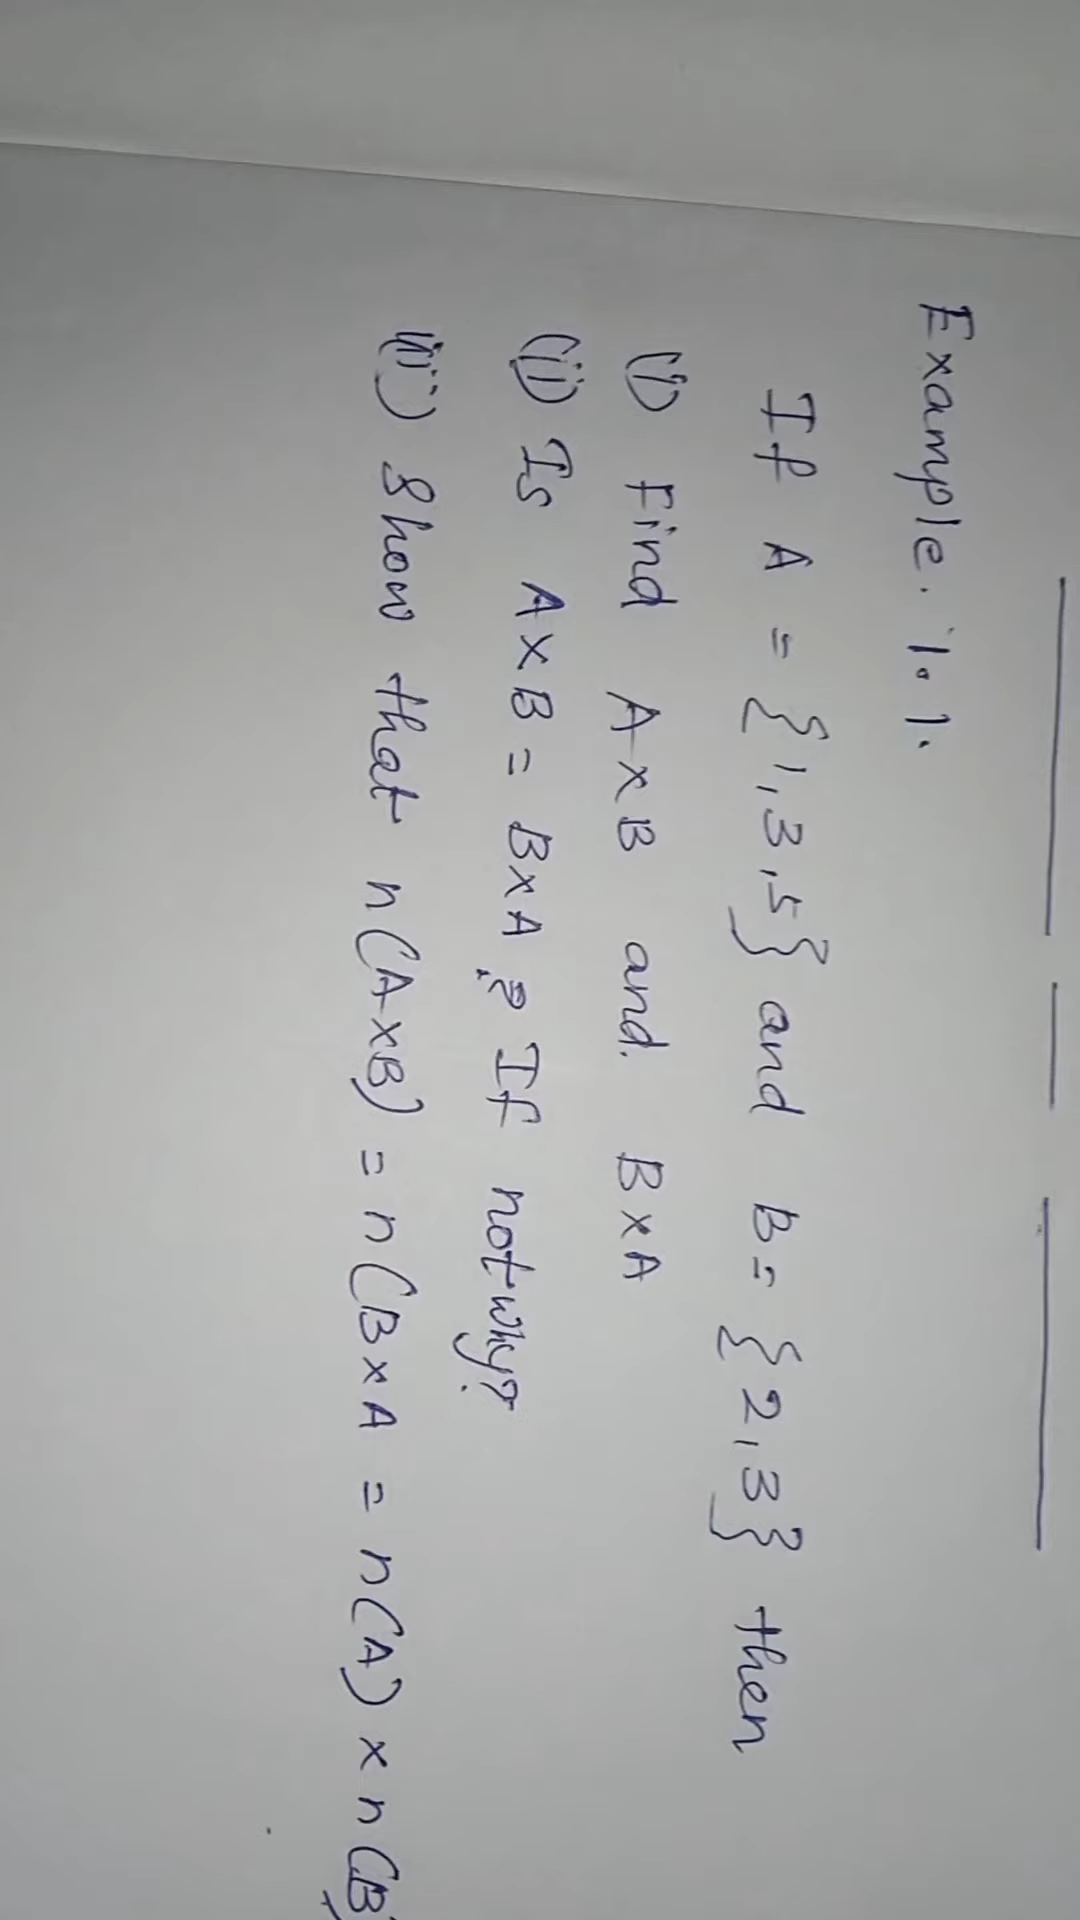 Example. 1.1.
If A = {1,3,5} and B= {2,3} then
(i) Find A×B and. B×A
(ii) Is A×B = B×A? If not why?
(iii) Show that n(A×B) = n(B×A = n(A) × n(B)